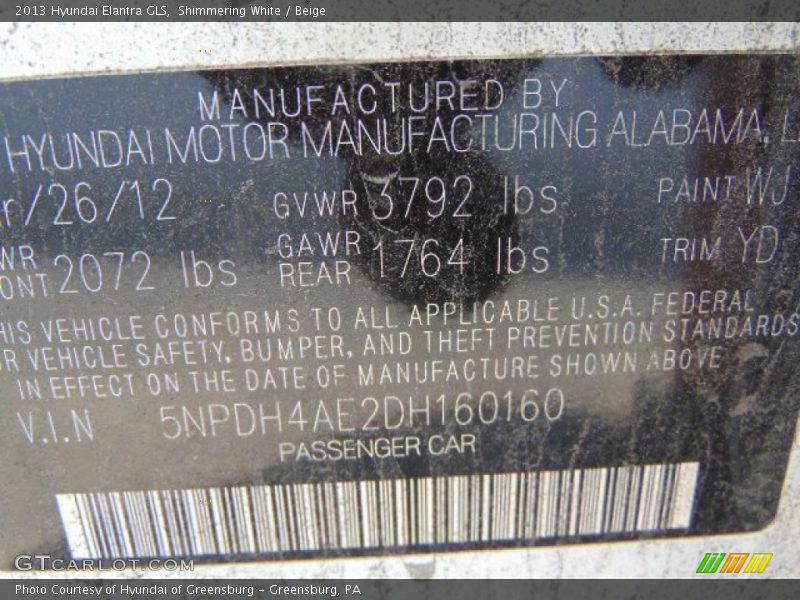 2013 Hyundai Elantra GLS, Shimmering White / Beige
MANUFACTURED BY
HYUNDAI MOTOR MANUFACTURING ALABAMA,
/26/12 GVWR 3792 lbs PAINT WJ
2072 lbs GAWR REAR 1764 lbs TRIM YD
VEHICLE CONFORMS TO ALL APPLICABLE U.S.A. FEDERAL
VEHICLE SAFETY, BUMPER, AND THEFT PREVENTION STANDARDS
IN EFFECT ON THE DATE OF MANUFACTURE SHOWN ABOVE
V.I.N 5NPDH4AE2DH160160
PASSENGER CAR
GTCarLot.com
Photo Courtesy of Hyundai of Greensburg - Greensburg, PA